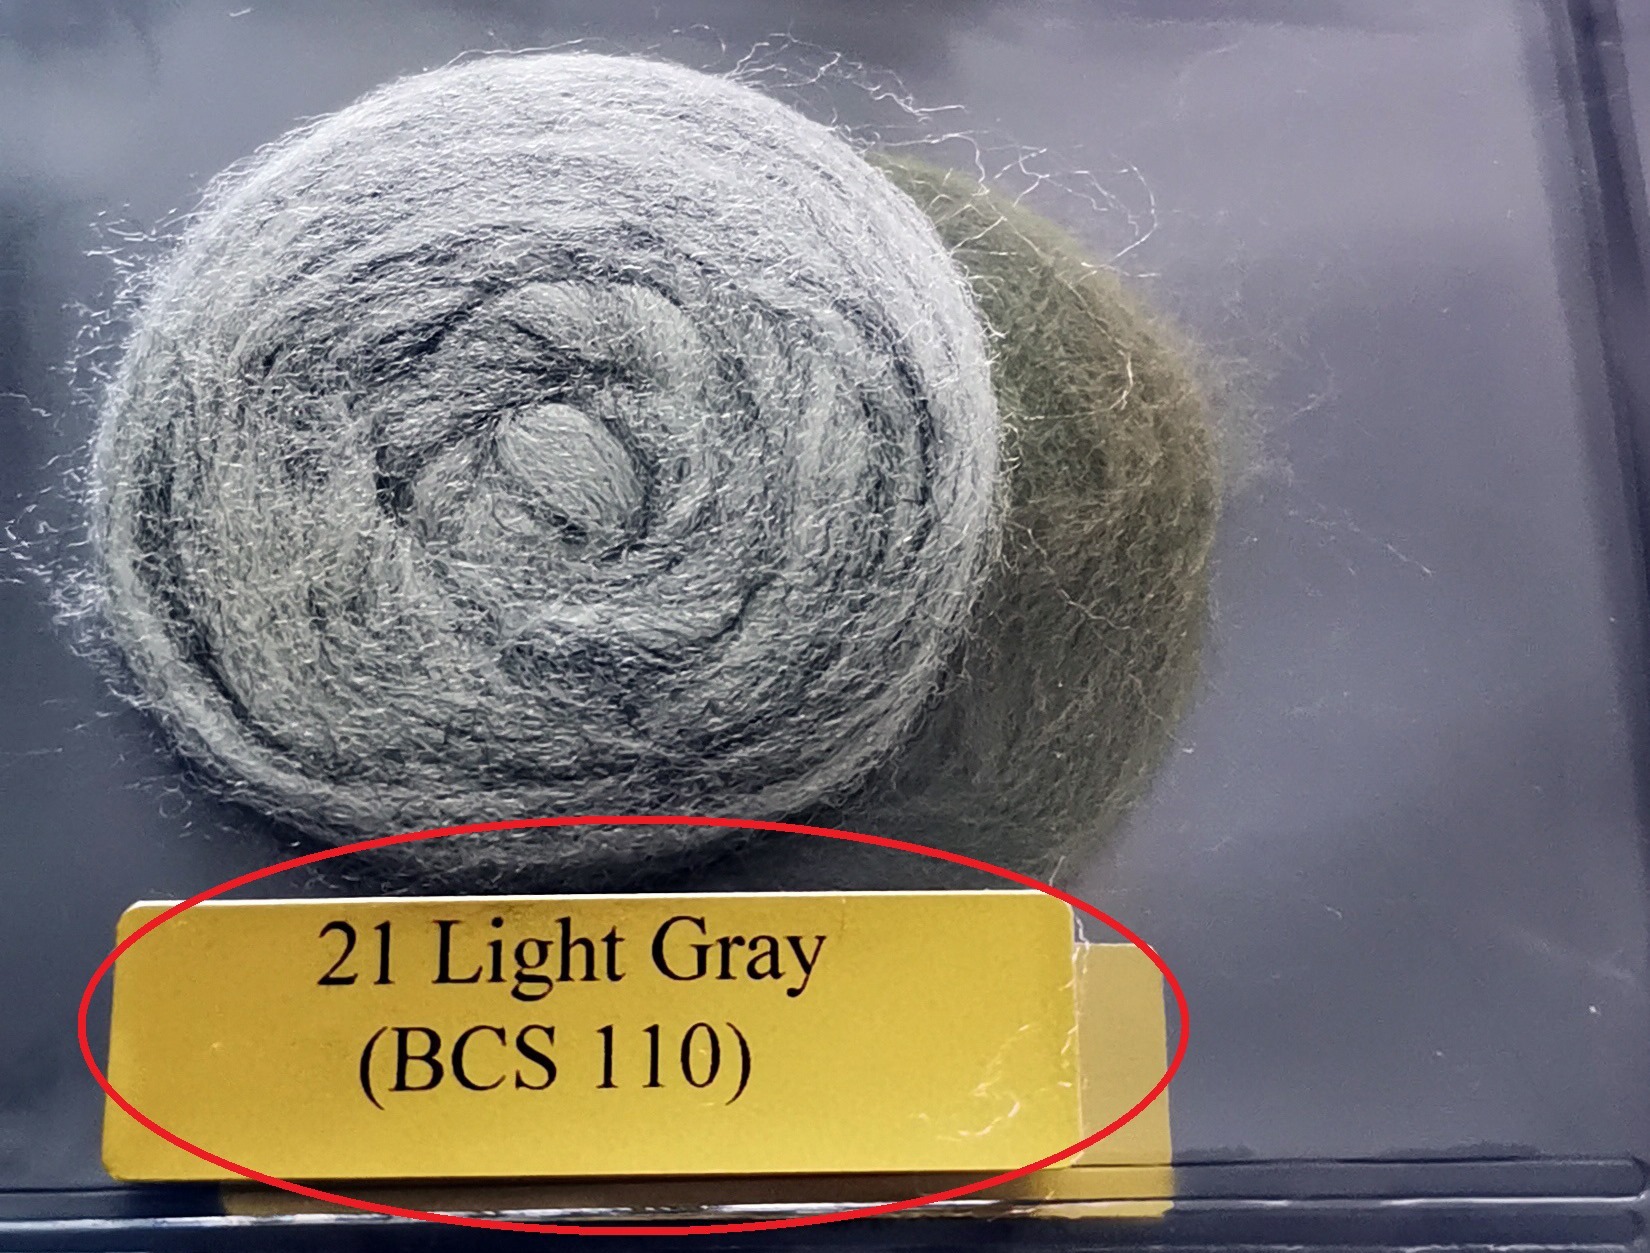 21 Light Gray
(BCS 110)